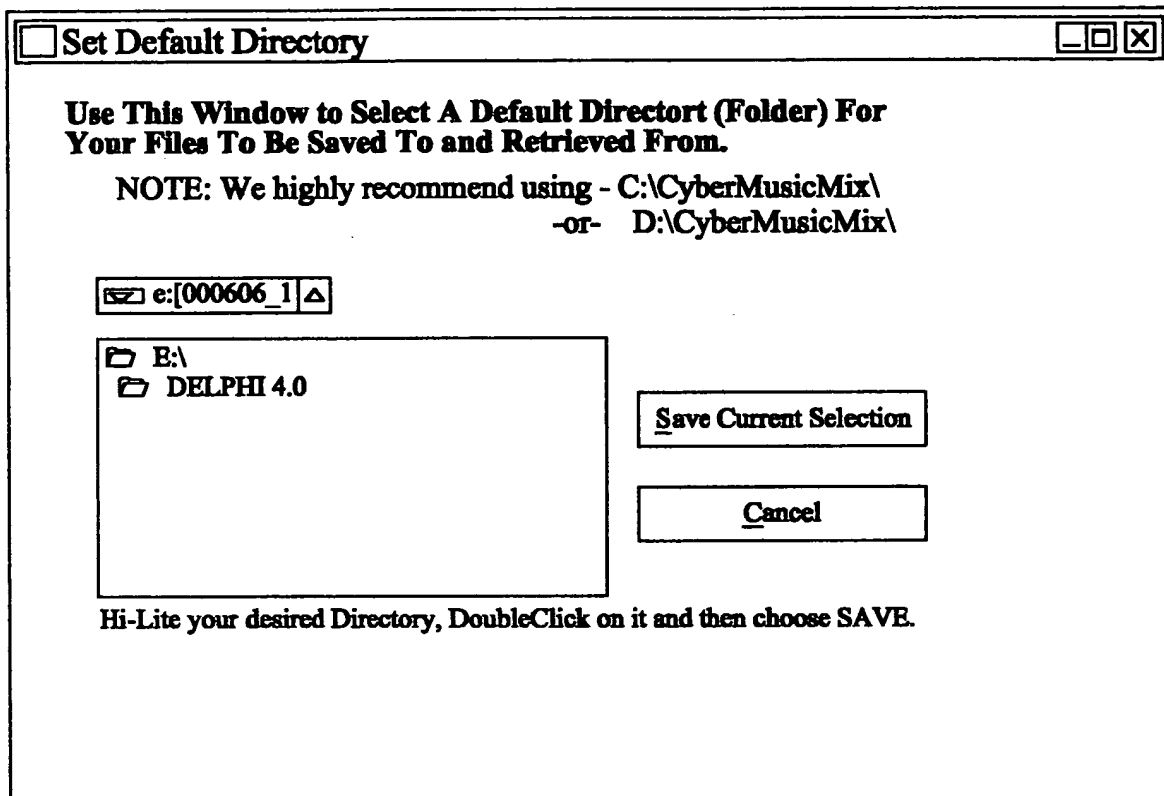 Set Default Directory
Use This Window to Select A Default Directort (Folder) For
Your Files To Be Saved To and Retrieved From.
NOTE: We highly recommend using - C:\CyberMusicMix\
-or- D:\CyberMusicMix\
e:[000606_1
E:\
DELPHI 4.0
Save Current Selection
Cancel
Hi-Lite your desired Directory, DoubleClick on it and then choose SAVE.